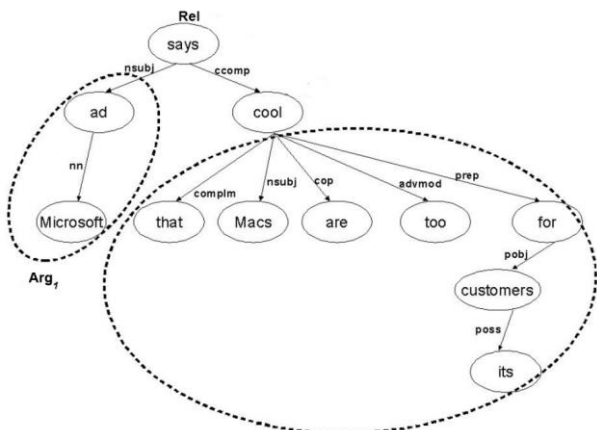 Rel
says
nsubj ccomp
ad cool
nn complm nsubj cop advmod prep
Microsoft that Macs are too for
Arg1
pobj
customers
poss
its